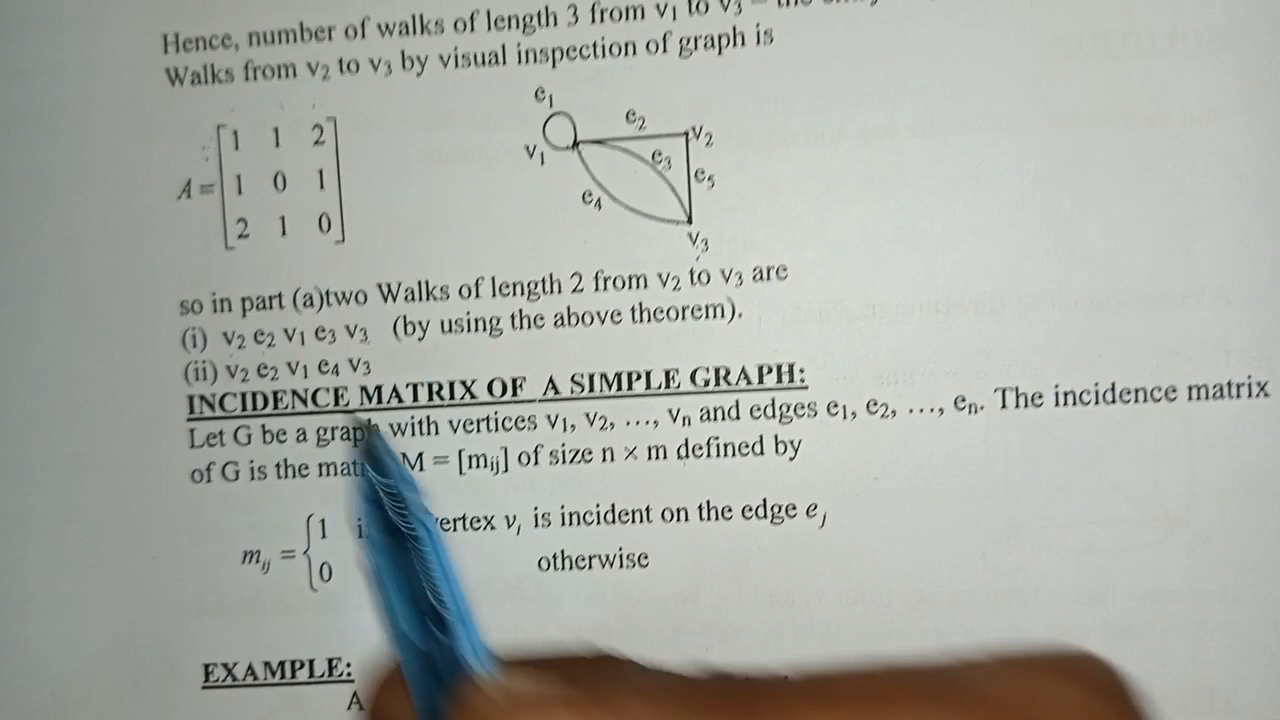 Hence, number of walks of length 3 from v₁ to v₃
Walks from v₂ to v₃ by visual inspection of graph is
A = [1 1 2
1 0 1
2 1 0]
e₁
e₂
v₂
v₁
e₃
e₅
e₄
v₃
so in part (a)two Walks of length 2 from v₂ to v₃ are
(i) v₂ e₂ v₁ e₃ v₃ (by using the above theorem).
(ii) v₂ e₂ v₁ e₄ v₃
INCIDENCE MATRIX OF A SIMPLE GRAPH:
Let G be a graph with vertices v₁, v₂, …, vₙ and edges e₁, e₂, …, eₙ. The incidence matrix
of G is the M = [mᵢⱼ] of size n × m defined by
mᵢⱼ = {1 vᵢ is incident on the edge eⱼ
0 otherwise
EXAMPLE:
A